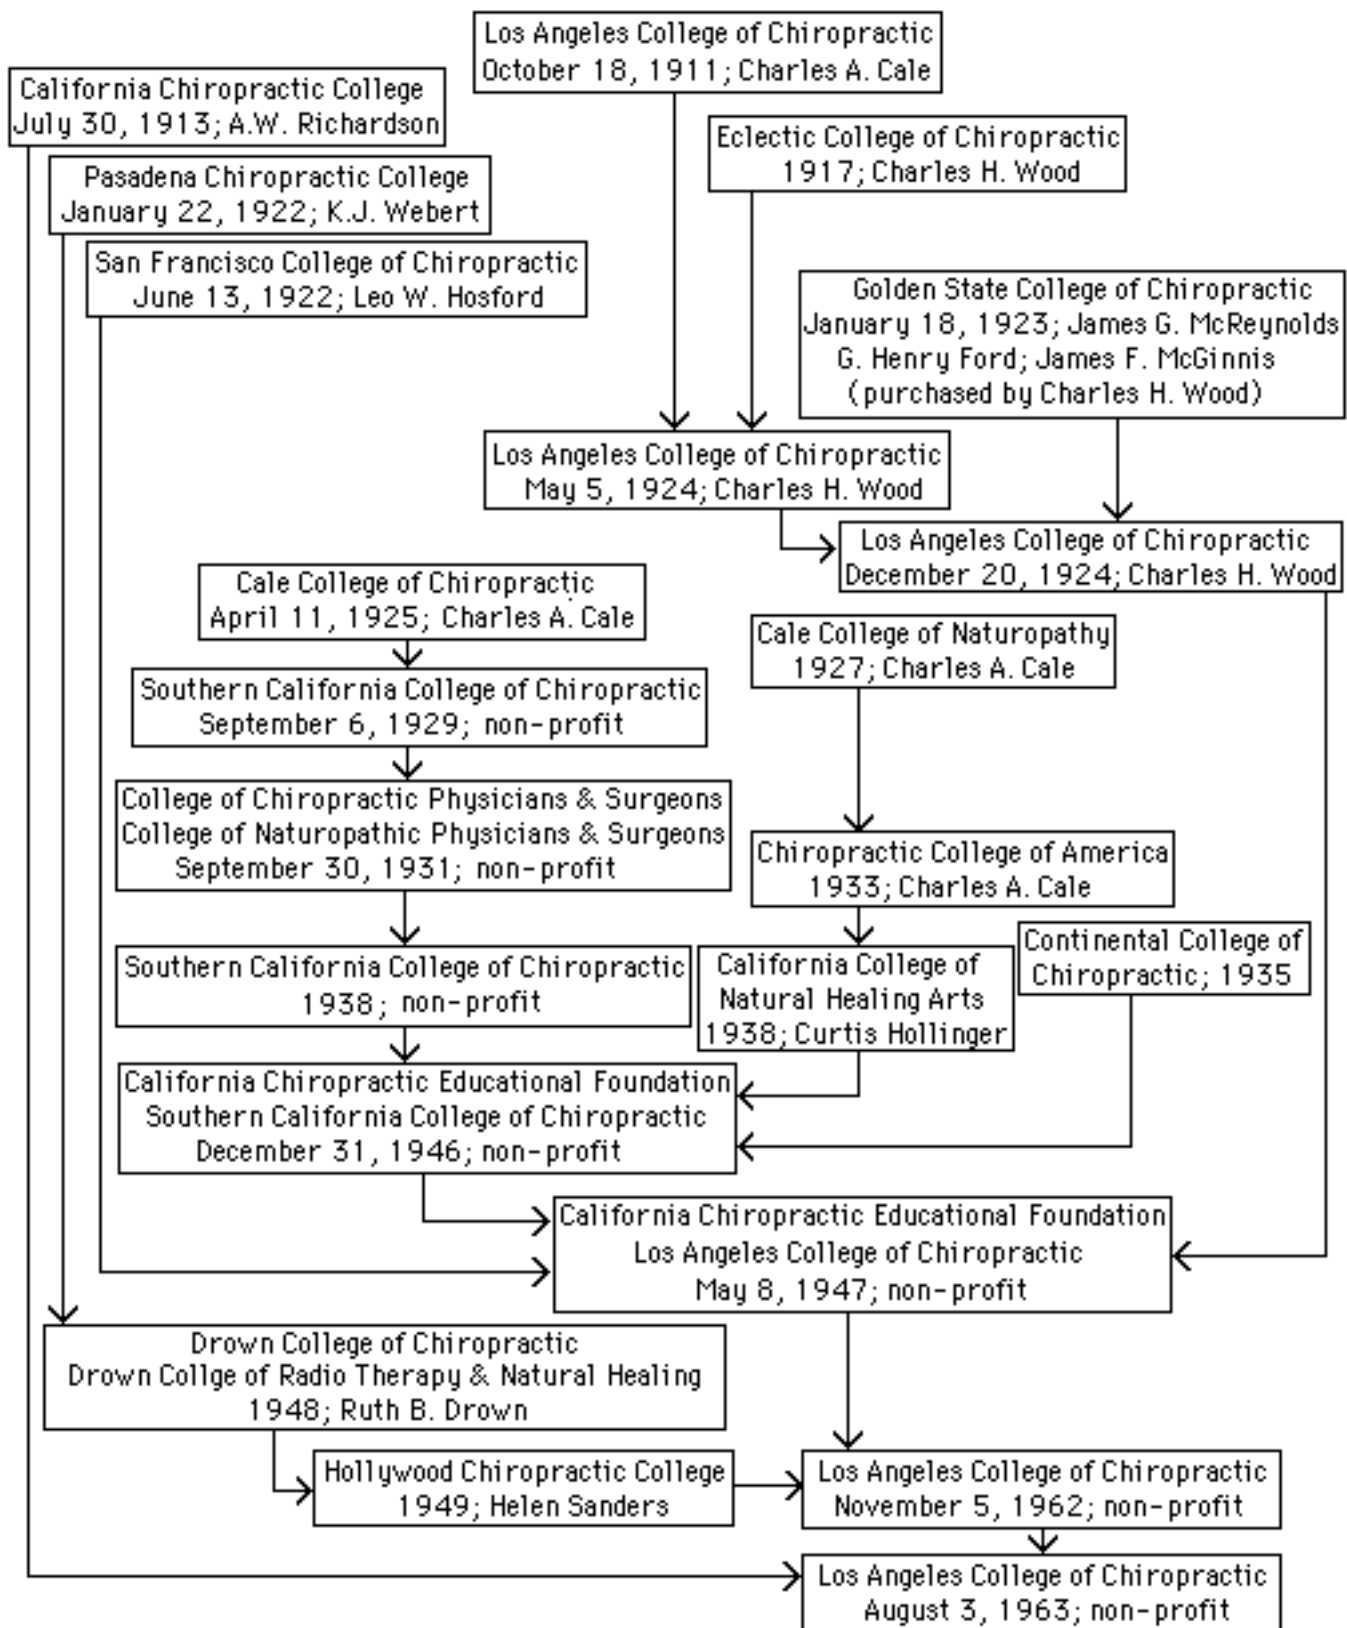 Los Angeles College of Chiropractic
October 18, 1911; Charles A. Cale
California Chiropractic College
July 30, 1913; A.W. Richardson
Eclectic College of Chiropractic
1917; Charles H. Wood
Pasadena Chiropractic College
January 22, 1922; K.J. Webert
San Francisco College of Chiropractic
June 13, 1922; Leo W. Hosford
Golden State College of Chiropractic
January 18, 1923; James G. McReynolds
G. Henry Ford; James F. McGinnis
(purchased by Charles H. Wood)
Los Angeles College of Chiropractic
May 5, 1924; Charles H. Wood
Los Angeles College of Chiropractic
December 20, 1924; Charles H. Wood
Cale College of Chiropractic
April 11, 1925; Charles A. Cale
Cale College of Naturopathy
1927; Charles A. Cale
Southern California College of Chiropractic
September 6, 1929; non-profit
College of Chiropractic Physicians & Surgeons
College of Naturopathic Physicians & Surgeons
September 30, 1931; non-profit
Chiropractic College of America
1933; Charles A. Cale
Continental College of
Chiropractic; 1935
Southern California College of Chiropractic
1938; non-profit
California College of
Natural Healing Arts
1938; Curtis Hollinger
California Chiropractic Educational Foundation
Southern California College of Chiropractic
December 31, 1946; non-profit
California Chiropractic Educational Foundation
Los Angeles College of Chiropractic
May 8, 1947; non-profit
Drown College of Chiropractic
Drown Collge of Radio Therapy & Natural Healing
1948; Ruth B. Drown
Hollywood Chiropractic College
1949; Helen Sanders
Los Angeles College of Chiropractic
November 5, 1962; non-profit
Los Angeles College of Chiropractic
August 3, 1963; non-profit